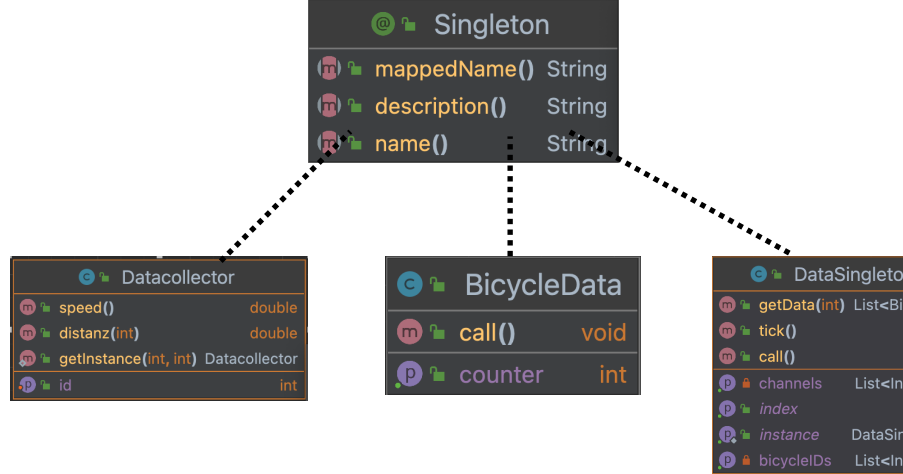 @ Singleton
m mappedName() String
m description() String
m name() String
C Datacollector
m speed() double
m distanz(int) double
m getInstance(int, int) Datacollector
p id int
C BicycleData
m call() void
p counter int
C DataSingleto
m getData(int) List<Bi
m tick()
m call()
p channels List<In
p index
p instance DataSin
p bicycleIDs List<In